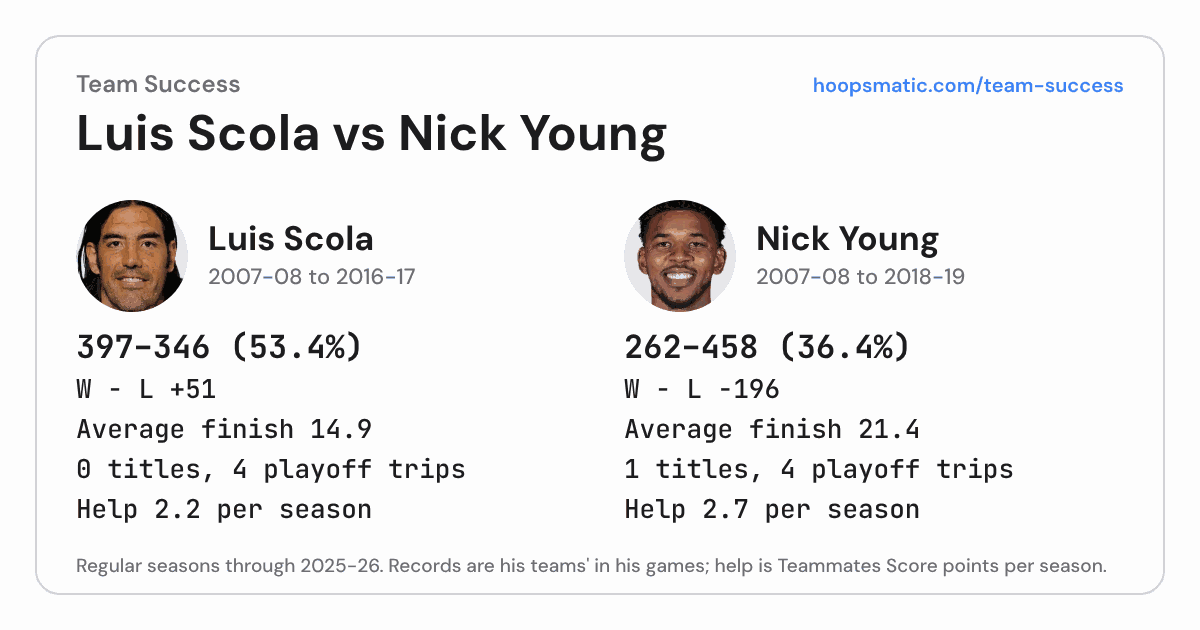 Team Success
hoopsmatic.com/team-success
Luis Scola vs Nick Young
Luis Scola
2007–08 to 2016–17
397–346 (53.4%)
W - L +51
Average finish 14.9
0 titles, 4 playoff trips
Help 2.2 per season
Nick Young
2007–08 to 2018–19
262–458 (36.4%)
W - L -196
Average finish 21.4
1 titles, 4 playoff trips
Help 2.7 per season
Regular seasons through 2025-26. Records are his teams' in his games; help is Teammates Score points per season.